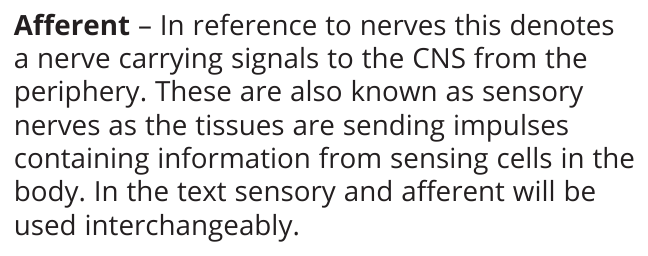 Afferent – In reference to nerves this denotes
a nerve carrying signals to the CNS from the
periphery. These are also known as sensory
nerves as the tissues are sending impulses
containing information from sensing cells in the
body. In the text sensory and afferent will be
used interchangeably.